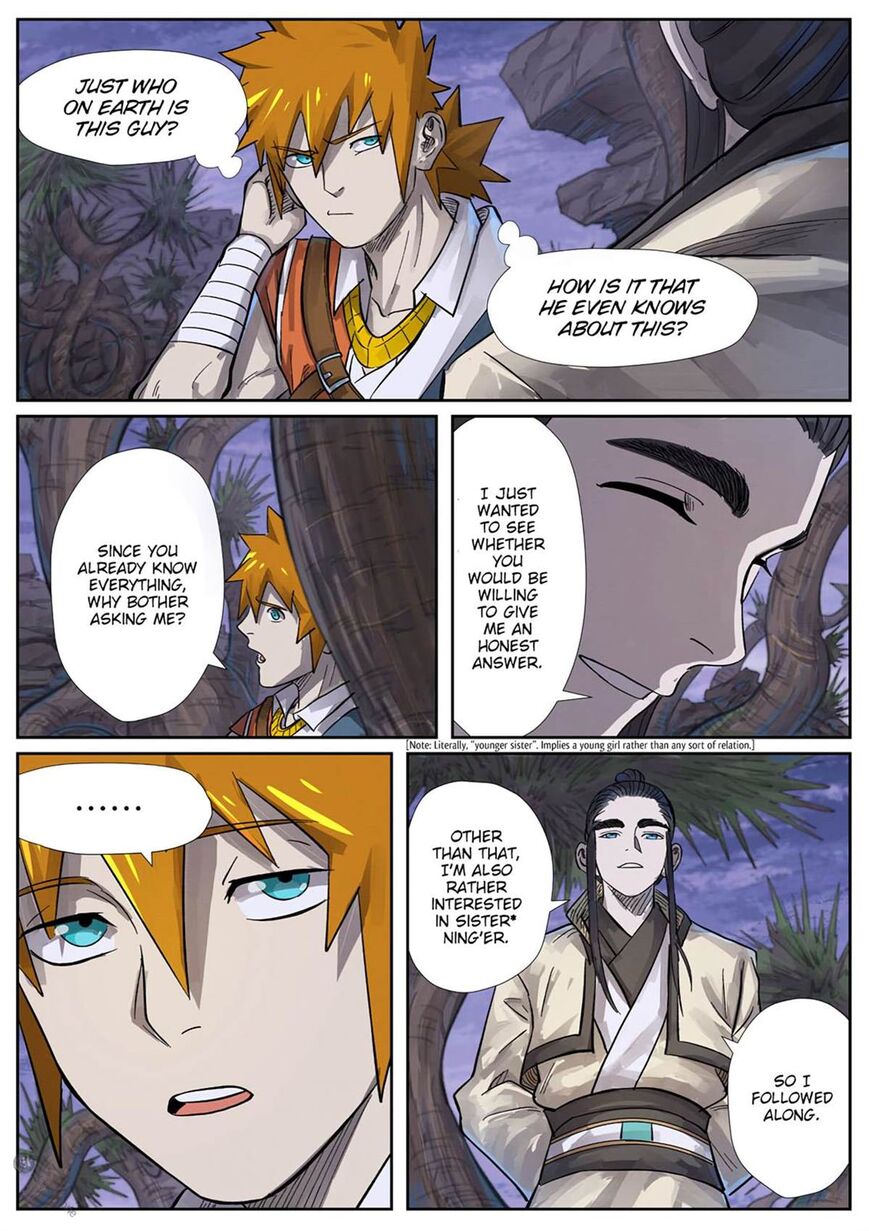 JUST WHO
ON EARTH IS
THIS GUY?
HOW IS IT THAT
HE EVEN KNOWS
ABOUT THIS?
SINCE YOU
ALREADY KNOW
EVERYTHING,
WHY BOTHER
ASKING ME?
I JUST
WANTED
TO SEE
WHETHER
YOU
WOULD BE
WILLING
TO GIVE
ME AN
HONEST
ANSWER.
[Note: Literally, "younger sister". Implies a young girl rather than any sort of relation.]
......
OTHER
THAN THAT,
I'M ALSO
RATHER
INTERESTED
IN SISTER*
NING'ER.
SO I
FOLLOWED
ALONG.